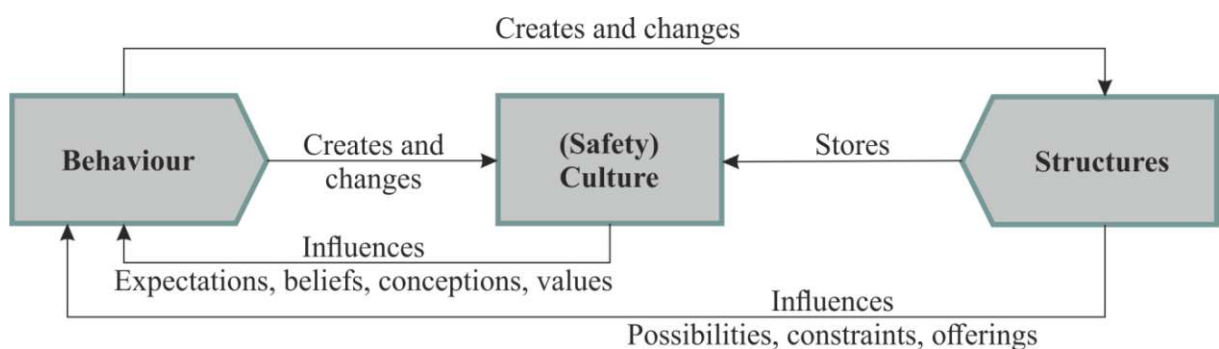 Creates and changes
Behaviour
Creates and
changes
(Safety)
Culture
Stores
Structures
Influences
Expectations, beliefs, conceptions, values
Influences
Possibilities, constraints, offerings